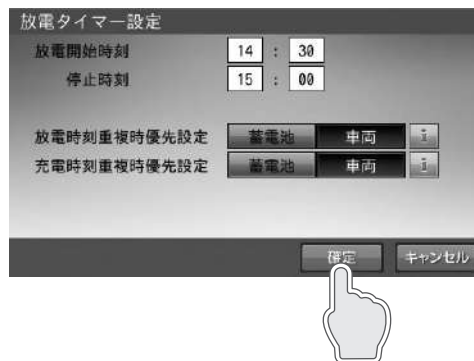 放電タイマー設定
放電開始時刻 14 : 30
停止時刻 15 : 00
放電時刻重複時優先設定 蓄電池 車両 i
充電時刻重複時優先設定 蓄電池 車両 i
確定 キャンセル